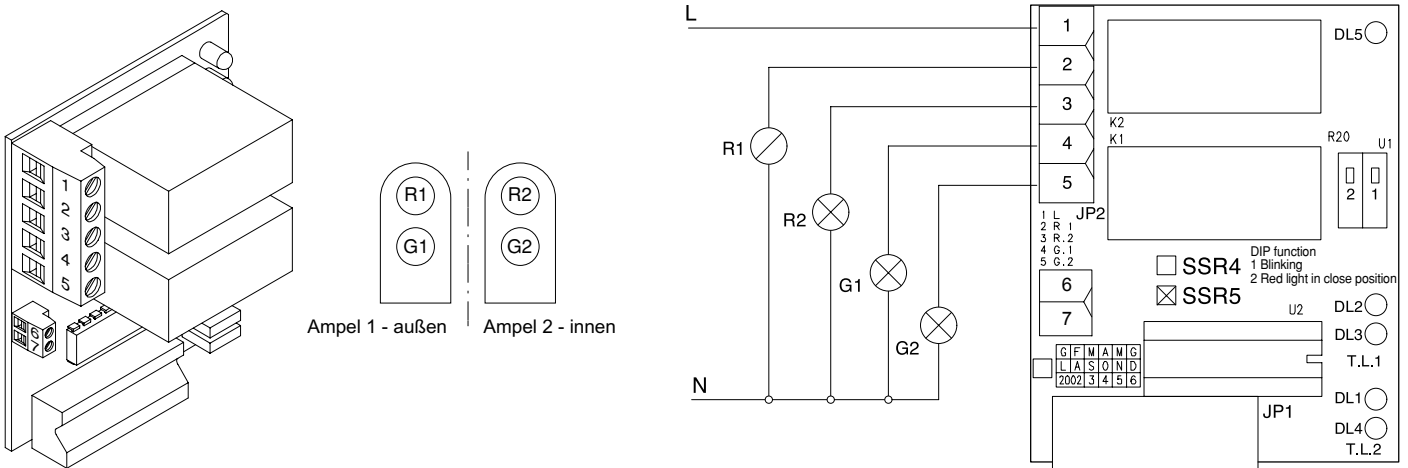 1
2
3
4
5
6
7
R1
G1
R2
G2
Ampel 1 - außen
Ampel 2 - innen
L
N
R1
R2
G1
G2
1
2
3
4
5
JP2
1 L
2 R 1
3 R.2
4 G.1
5 G.2
6
7
K2
K1
DL5
R20
U1
2
1
SSR4
SSR5
DIP function
1 Blinking
2 Red light in close position
U2
DL2
DL3
T.L.1
DL1
DL4
T.L.2
JP1
G F M A M G
L A S O N D
2002 3 4 5 6